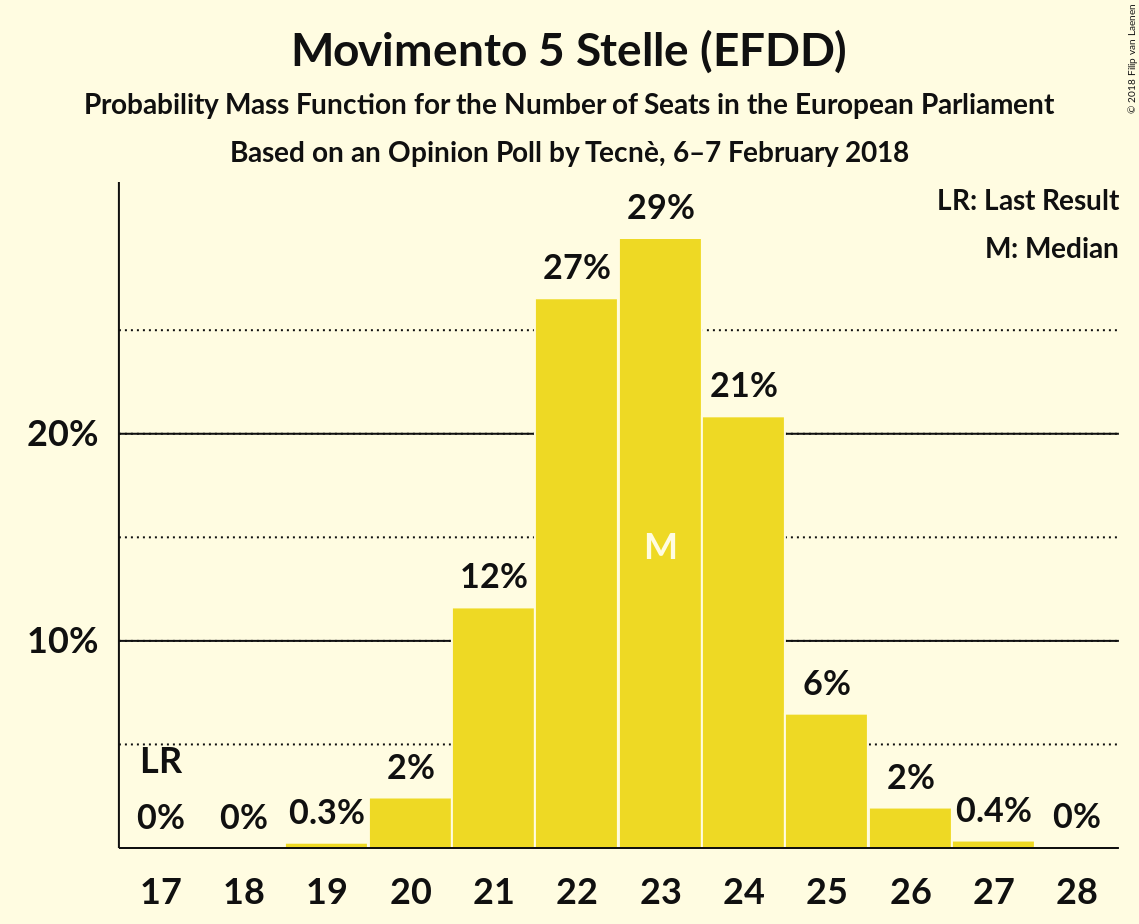 Movimento 5 Stelle (EFDD)
Probability Mass Function for the Number of Seats in the European Parliament
Based on an Opinion Poll by Tecnè, 6–7 February 2018
© 2018 Filip van Laenen
LR: Last Result
M: Median
29%
27%
21%
20%
M
12%
10%
6%
LR
2%
2%
0% 0% 0.3% 0.4% 0%
17 18 19 20 21 22 23 24 25 26 27 28